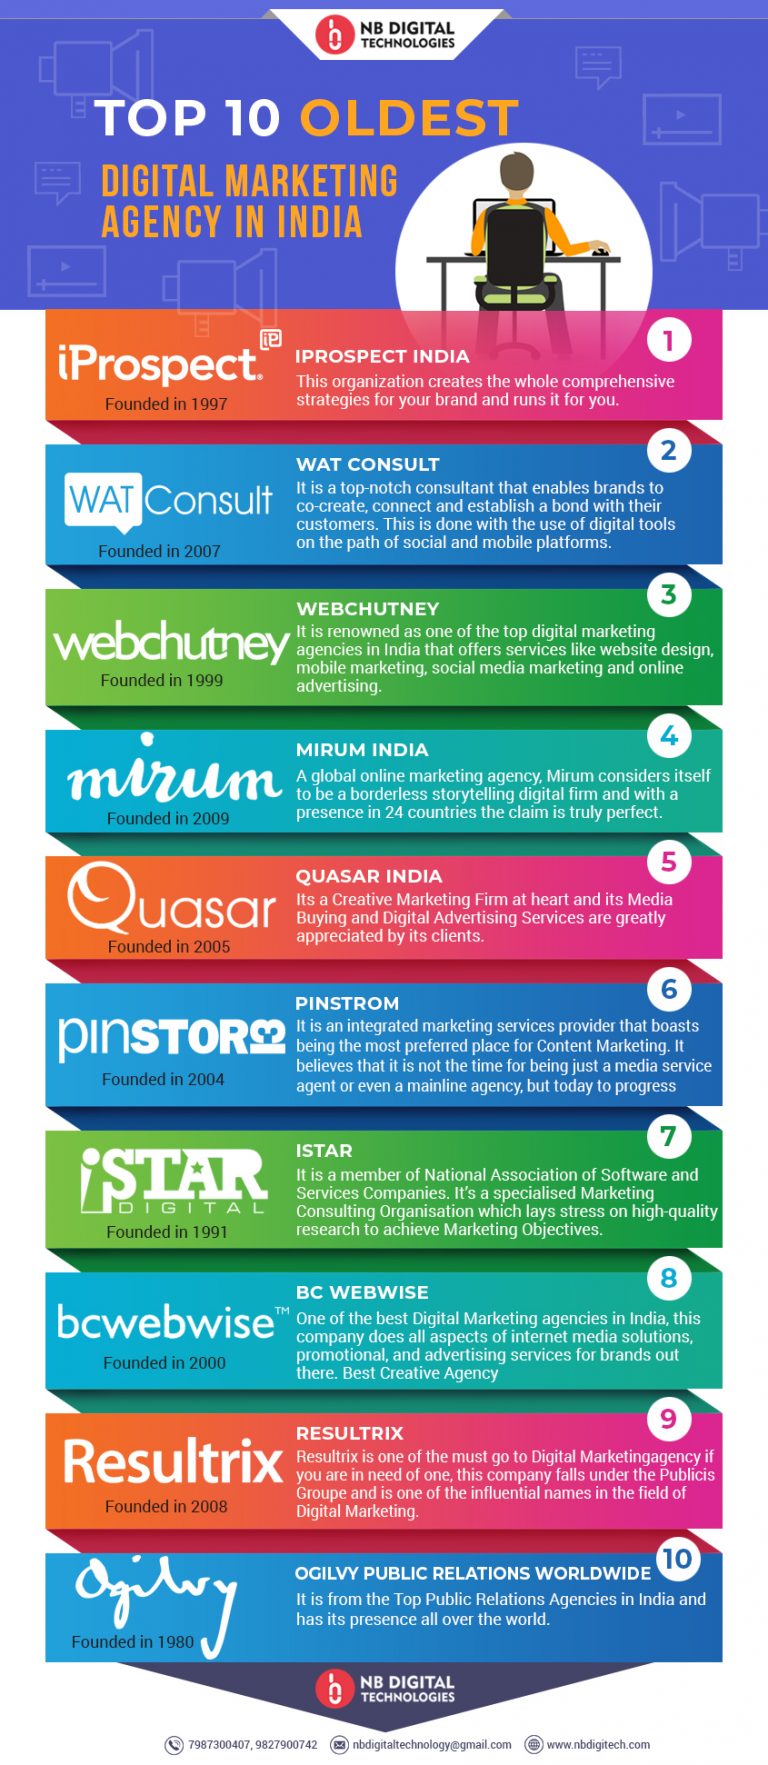 NB DIGITAL
TECHNOLOGIES
TOP 10 OLDEST
DIGITAL MARKETING
AGENCY IN INDIA
iProspect iP
®
Founded in 1997
1
IPROSPECT INDIA
This organization creates the whole comprehensive
strategies for your brand and runs it for you.
WAT Consult
Founded in 2007
2
WAT CONSULT
It is a top-notch consultant that enables brands to
co-create, connect and establish a bond with their
customers. This is done with the use of digital tools
on the path of social and mobile platforms.
webchutney
Founded in 1999
3
WEBCHUTNEY
It is renowned as one of the top digital marketing
agencies in India that offers services like website design,
mobile marketing, social media marketing and online
advertising.
mirum
Founded in 2009
4
MIRUM INDIA
A global online marketing agency, Mirum considers itself
to be a borderless storytelling digital firm and with a
presence in 24 countries the claim is truly perfect.
Quasar
Founded in 2005
5
QUASAR INDIA
Its a Creative Marketing Firm at heart and its Media
Buying and Digital Advertising Services are greatly
appreciated by its clients.
pinSTORM
Founded in 2004
6
PINSTROM
It is an integrated marketing services provider that boasts
being the most preferred place for Content Marketing. It
believes that it is not the time for being just a media service
agent or even a mainline agency, but today to progress
iSTAR
DIGITAL
Founded in 1991
7
ISTAR
It is a member of National Association of Software and
Services Companies. It's a specialised Marketing
Consulting Organisation which lays stress on high-quality
research to achieve Marketing Objectives.
bcwebwise™
Founded in 2000
8
BC WEBWISE
One of the best Digital Marketing agencies in India, this
company does all aspects of internet media solutions,
promotional, and advertising services for brands out
there. Best Creative Agency
Resultrix
Founded in 2008
9
RESULTRIX
Resultrix is one of the must go to Digital Marketingagency if
you are in need of one, this company falls under the Publicis
Groupe and is one of the influential names in the field of
Digital Marketing.
Ogilvy
Founded in 1980
10
OGILVY PUBLIC RELATIONS WORLDWIDE
It is from the Top Public Relations Agencies in India and
has its presence all over the world.
NB DIGITAL
TECHNOLOGIES
7987300407, 9827900742 nbdigitaltechnology@gmail.com www.nbdigitech.com